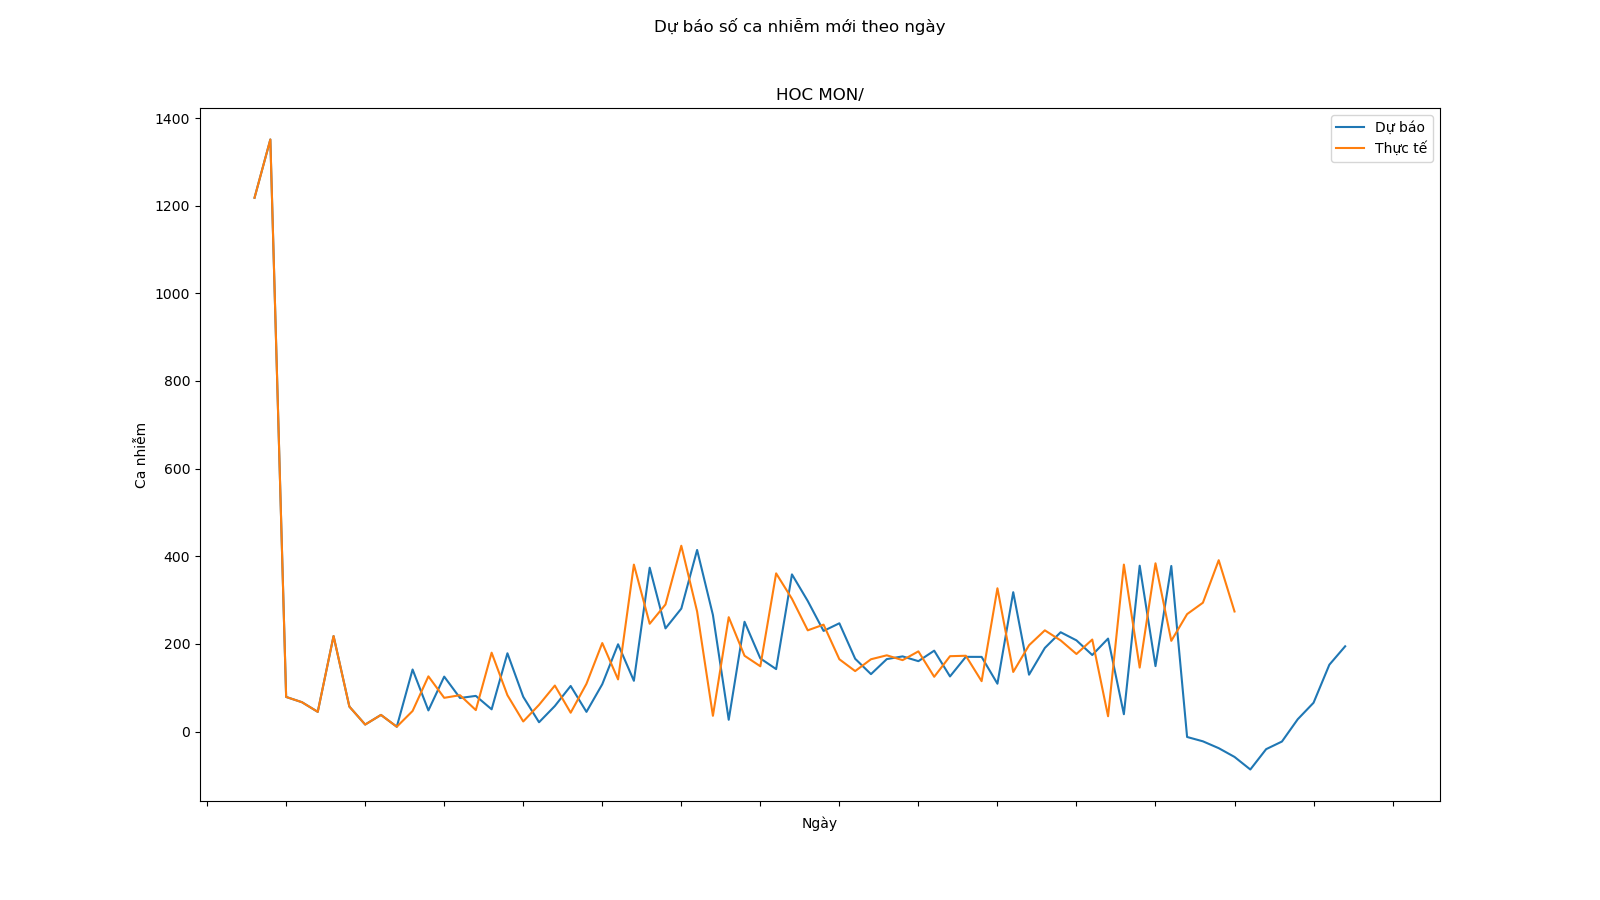 Dự báo số ca nhiễm mới theo ngày
HOC MON/
1400
1200
1000
800
600
400
200
0
Ca nhiễm
Dự báo
Thực tế
Ngày